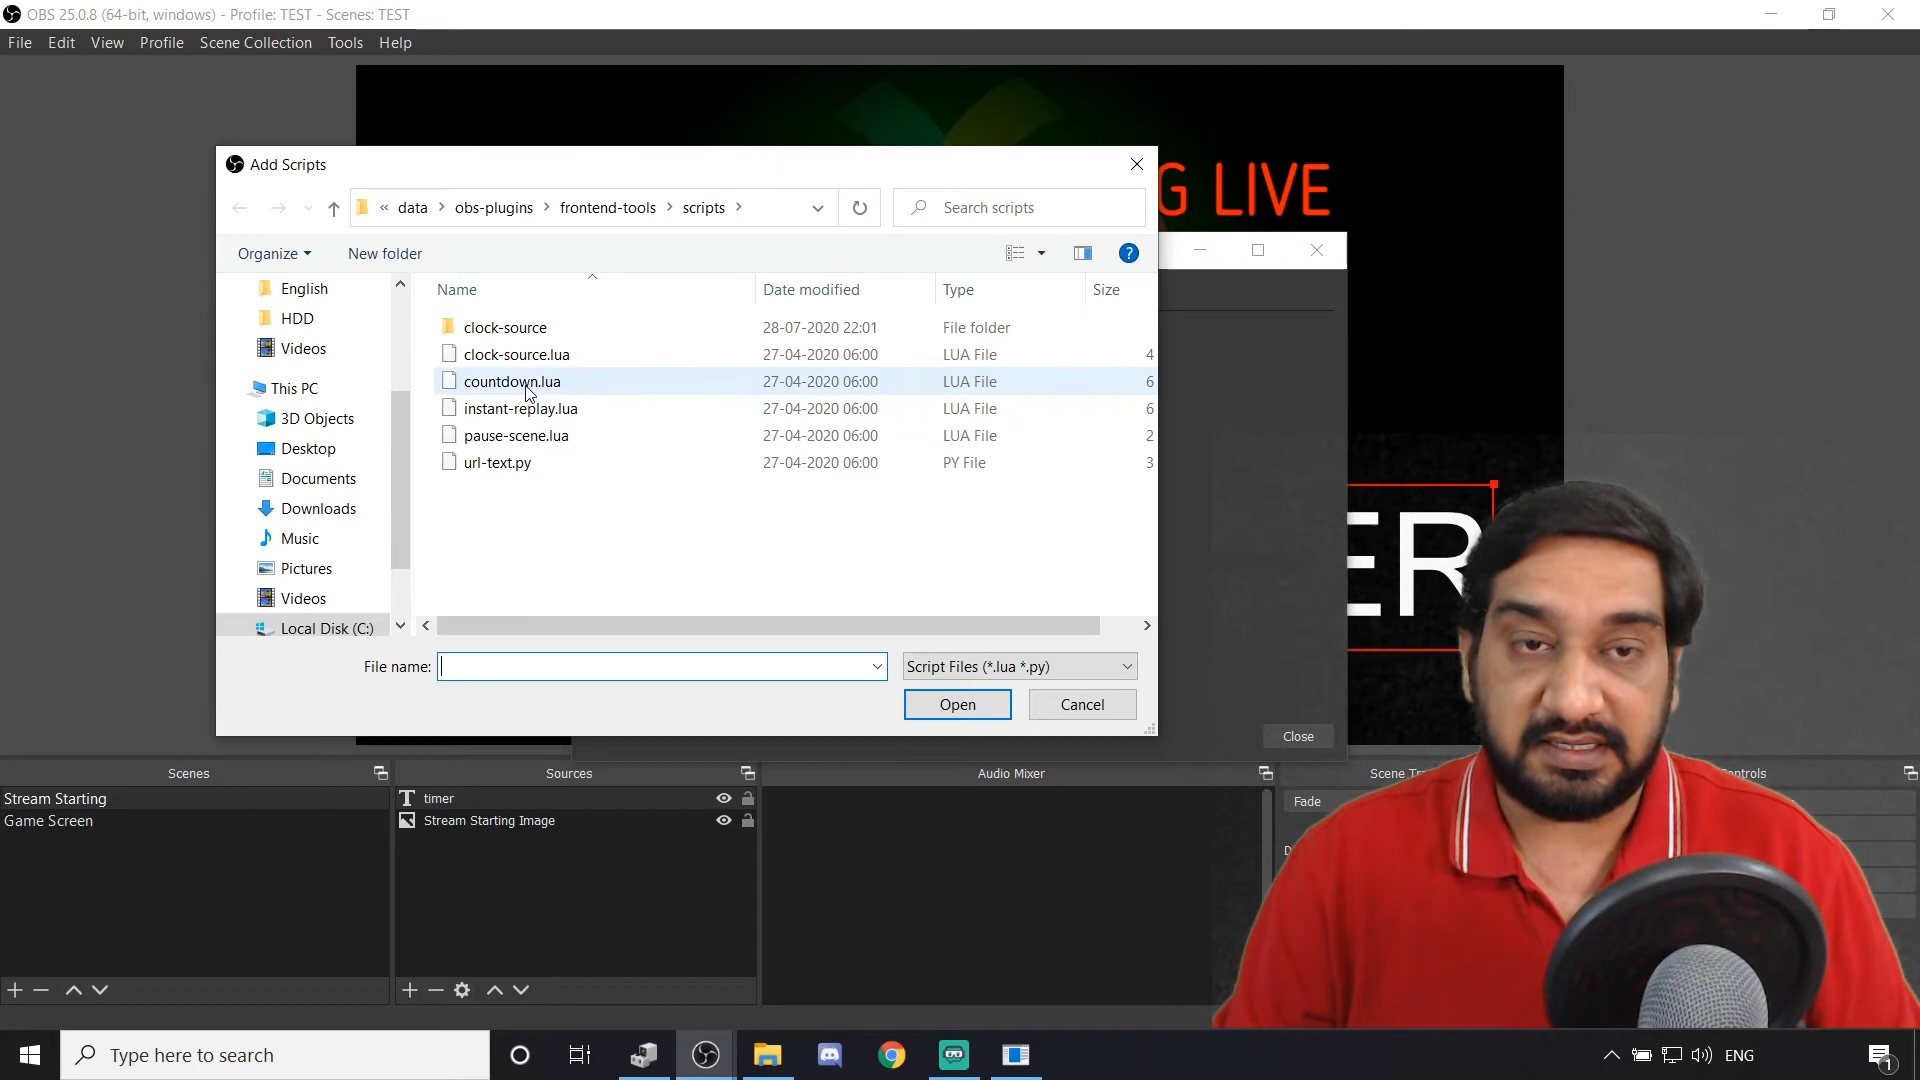 OBS 25.0.8 (64-bit, windows) - Profile: TEST - Scenes: TEST
File Edit View Profile Scene Collection Tools Help
G LIVE
Add Scripts
« data > obs-plugins > frontend-tools > scripts >
Search scripts
Organize New folder
?
Name Date modified Type Size
clock-source 28-07-2020 22:01 File folder
clock-source.lua 27-04-2020 06:00 LUA File 4
countdown.lua 27-04-2020 06:00 LUA File 6
instant-replay.lua 27-04-2020 06:00 LUA File 6
pause-scene.lua 27-04-2020 06:00 LUA File 2
url-text.py 27-04-2020 06:00 PY File 3
English
HDD
Videos
This PC
3D Objects
Desktop
Documents
Downloads
Music
Pictures
Videos
Local Disk (C:)
ER
File name: Script Files (*.lua *.py)
Open Cancel
Close
Scenes Sources Audio Mixer Scene Tr ontrols
Stream Starting
Game Screen
timer
Stream Starting Image
Fade
D
Type here to search
ENG
1